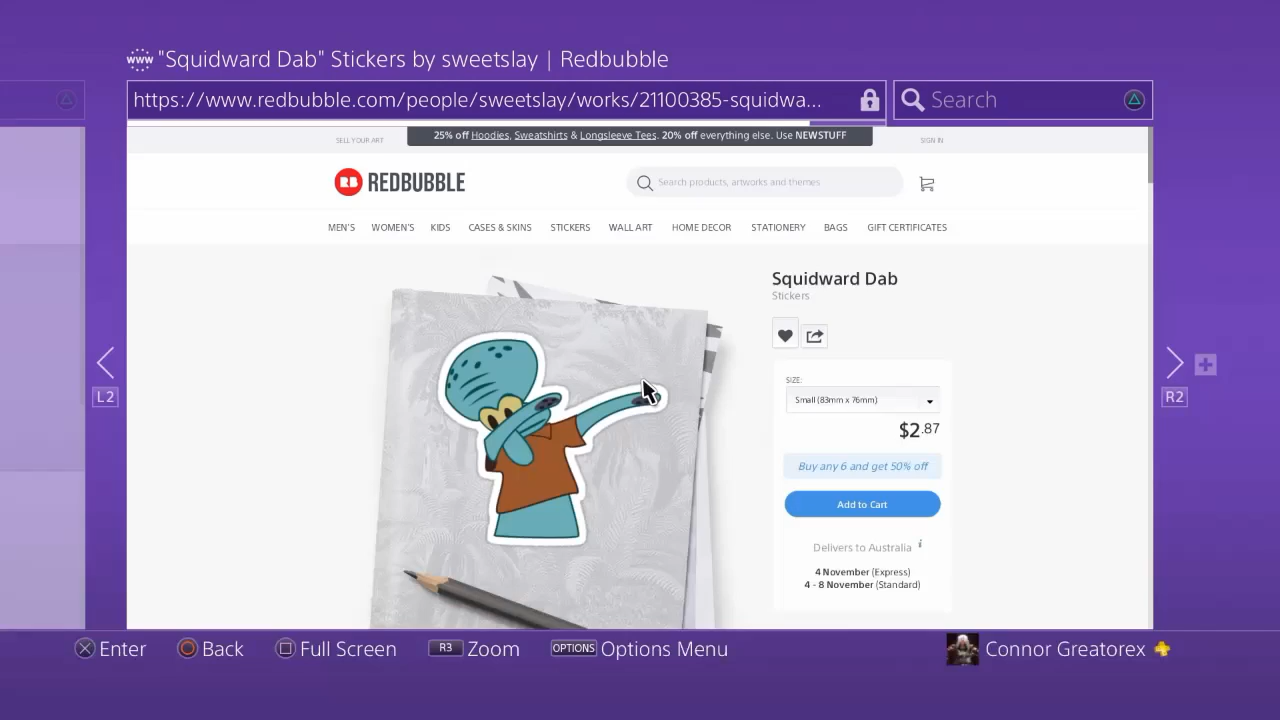 "Squidward Dab" Stickers by sweetslay | Redbubble
https://www.redbubble.com/people/sweetslay/works/21100385-squidwa...
Search
SELL YOUR ART
25% off Hoodies, Sweatshirts & Longsleeve Tees. 20% off everything else. Use NEWSTUFF
SIGN IN
RB REDBUBBLE
Search products, artworks and themes
MEN'S WOMEN'S KIDS CASES & SKINS STICKERS WALL ART HOME DECOR STATIONERY BAGS GIFT CERTIFICATES
Squidward Dab
Stickers
SIZE:
Small (83mm x 76mm)
$2.87
Buy any 6 and get 50% off
Add to Cart
Delivers to Australia i
4 November (Express)
4 - 8 November (Standard)
L2
R2
Enter
Back
Full Screen
R3 Zoom
OPTIONS Options Menu
Connor Greatorex